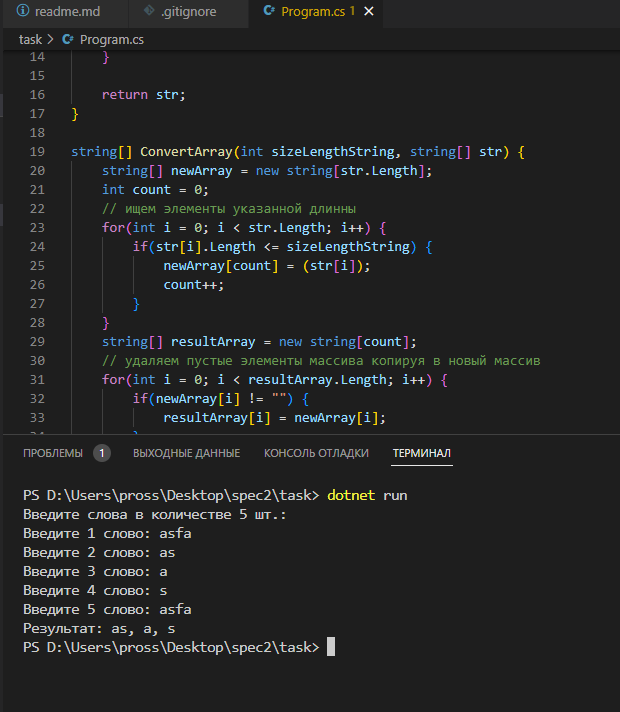 readme.md .gitignore Program.cs 1
task > Program.cs
14 }
15
16 return str;
17 }
18
19 string[] ConvertArray(int sizeLengthString, string[] str) {
20 string[] newArray = new string[str.Length];
21 int count = 0;
22 // ищем элементы указанной длинны
23 for(int i = 0; i < str.Length; i++) {
24 if(str[i].Length <= sizeLengthString) {
25 newArray[count] = (str[i]);
26 count++;
27 }
28 }
29 string[] resultArray = new string[count];
30 // удаляем пустые элементы массива копируя в новый массив
31 for(int i = 0; i < resultArray.Length; i++) {
32 if(newArray[i] != "") {
33 resultArray[i] = newArray[i];
ПРОБЛЕМЫ 1 ВЫХОДНЫЕ ДАННЫЕ КОНСОЛЬ ОТЛАДКИ ТЕРМИНАЛ
PS D:\Users\pross\Desktop\spec2\task> dotnet run
Введите слова в количестве 5 шт.:
Введите 1 слово: asfa
Введите 2 слово: as
Введите 3 слово: a
Введите 4 слово: s
Введите 5 слово: asfa
Результат: as, a, s
PS D:\Users\pross\Desktop\spec2\task>